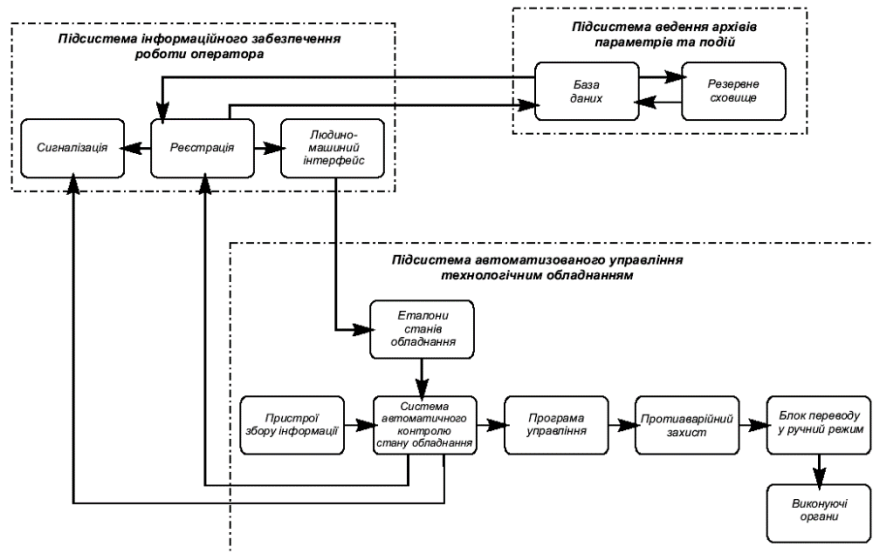 Підсистема інформаційного забезпечення
роботи оператора
Підсистема ведення архівів
параметрів та подій
База
даних
Резервне
сховище
Сигналізація
Реєстрація
Людино-
машиний
інтерфейс
Підсистема автоматизованого управління
технологічним обладнанням
Еталони
станів
обладнання
Пристрої
збору інформації
Система
автоматичного
контролю
стану обладнання
Програма
управління
Протиаварійний
захист
Блок переводу
у ручний режим
Виконуючі
органи